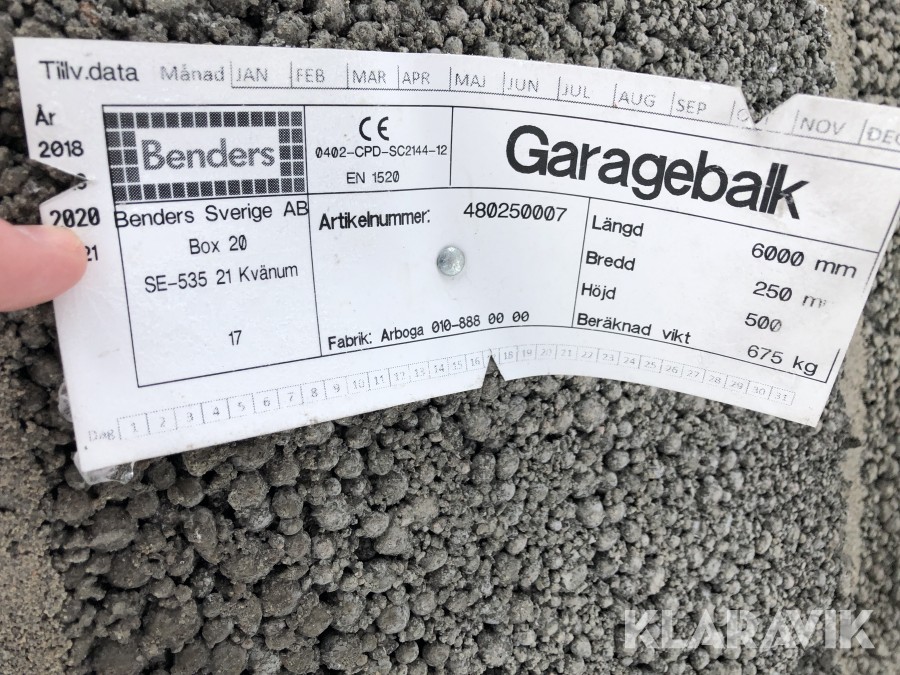 Tillv.data Månad JAN FEB MAR APR MAJ JUN JUL AUG SEP NOV DEC
År
2018
2020
21
Benders
CE
0402-CPD-SC2144-12
EN 1520
Garagebalk
Benders Sverige AB
Box 20
SE-535 21 Kvänum
17
Artikelnummer: 480250007
Fabrik: Arboga 010-888 00 00
Längd 6000 mm
Bredd 250 m
Höjd 500
Beräknad vikt 675 kg
Dag 1 2 3 4 5 6 7 8 9 10 11 12 13 14 15 16 18 19 20 21 22 23 24 25 26 27 28 29 30 31
KLARAVIK